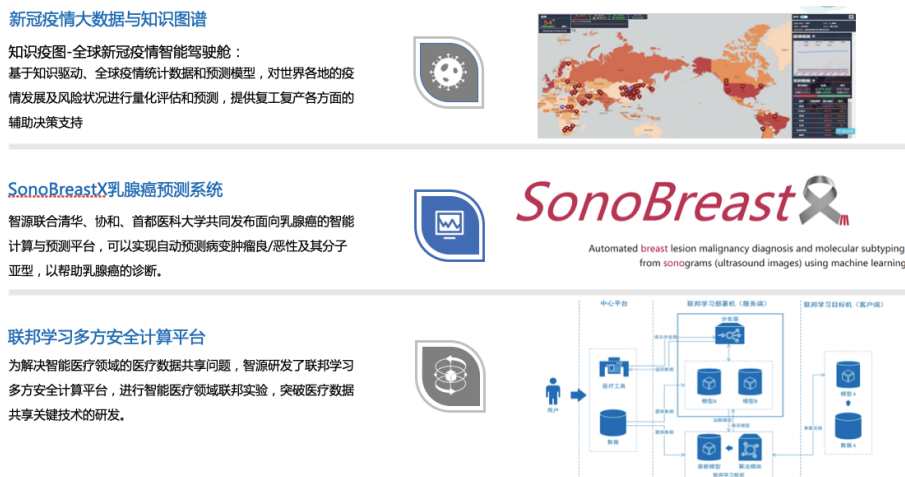 新冠疫情大数据与知识图谱
知识疫图-全球新冠疫情智能驾驶舱：
基于知识驱动、全球疫情统计数据和预测模型，对世界各地的疫
情发展及风险状况进行量化评估和预测，提供复工复产各方面的
辅助决策支持
SonoBreastX乳腺癌预测系统
智源联合清华、协和、首都医科大学共同发布面向乳腺癌的智能
计算与预测平台，可以实现自动预测病变肿瘤良/恶性及其分子
亚型，以帮助乳腺癌的诊断。
SonoBreast
Automated breast lesion malignancy diagnosis and molecular subtyping
from sonograms (ultrasound images) using machine learning
联邦学习多方安全计算平台
为解决智能医疗领域的医疗数据共享问题，智源研发了联邦学习
多方安全计算平台，进行智能医疗领域联邦实验，突破医疗数据
共享关键技术的研发。
中心平台
联邦学习部署机（服务端）
联邦学习目标机（客户端）
分发器
医疗工具
模型A
模型B
模型A
用户
数据
数据A
最新模型
算法模块